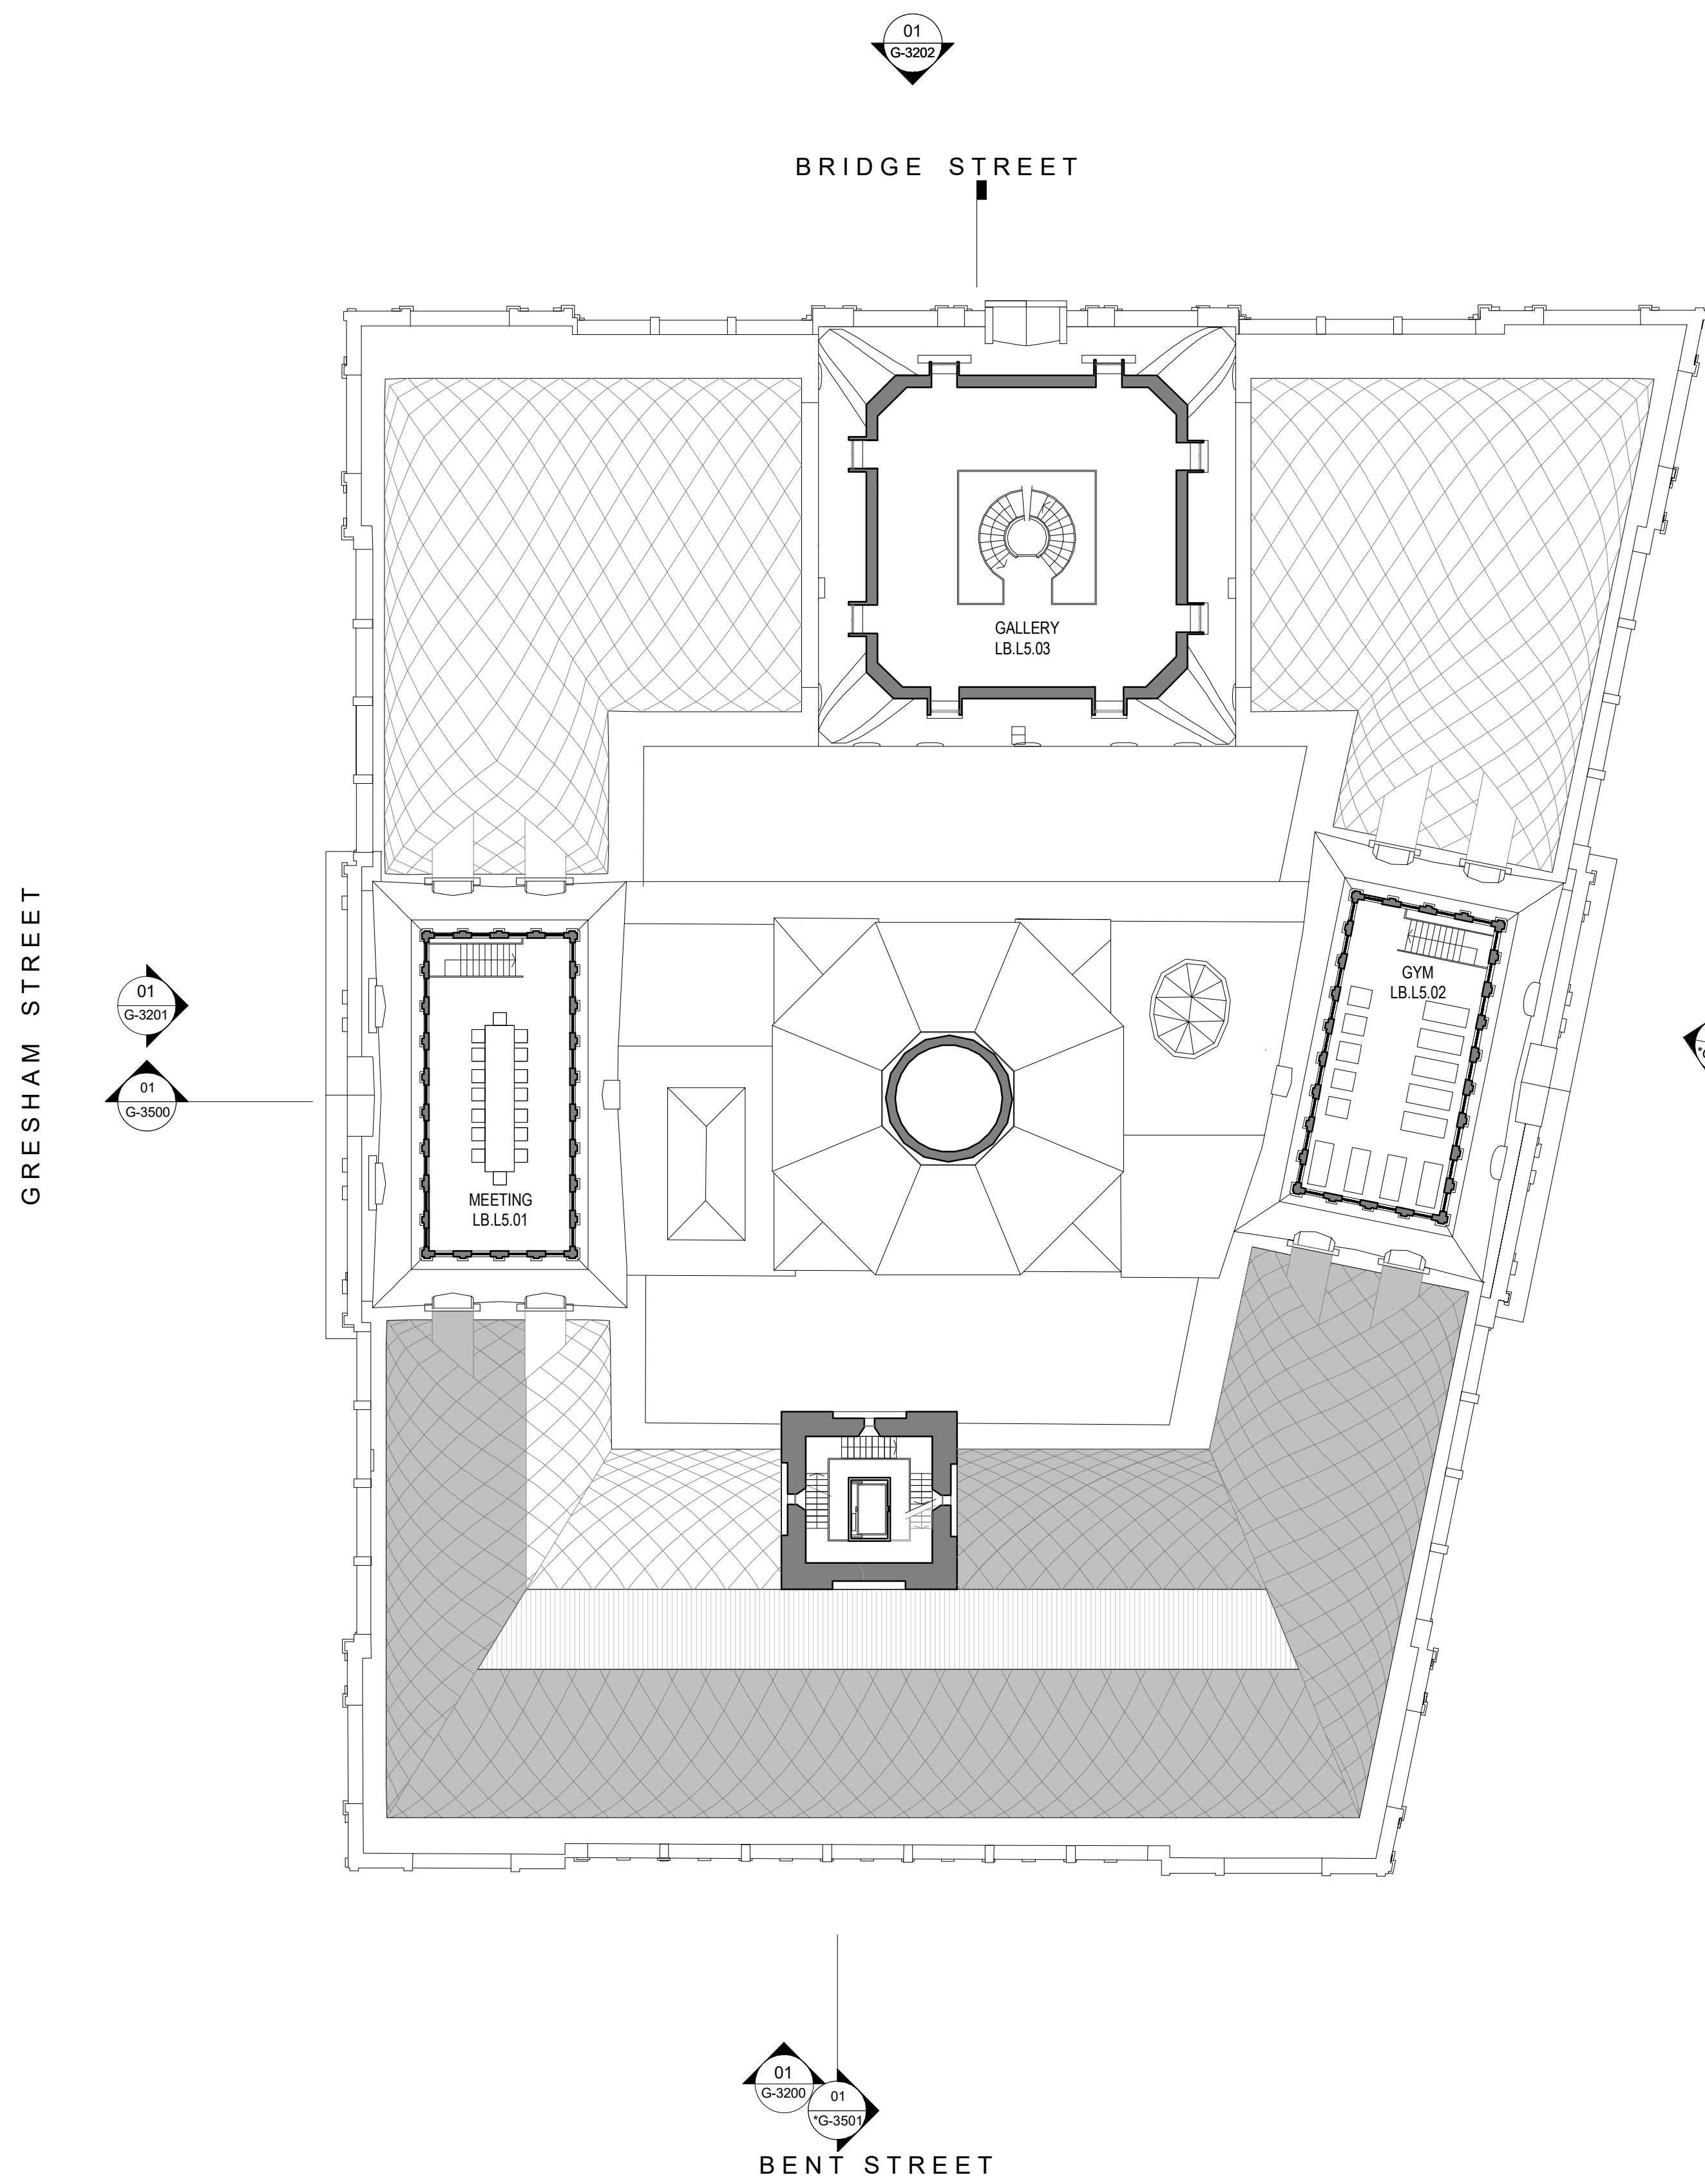 01
G-3202
BRIDGE STREET
GALLERY
LB.L5.03
GRESHAM STREET
01
G-3201
01
G-3500
GYM
LB.L5.02
MEETING
LB.L5.01
01
G-3200
01
*G-3501
BENT STREET